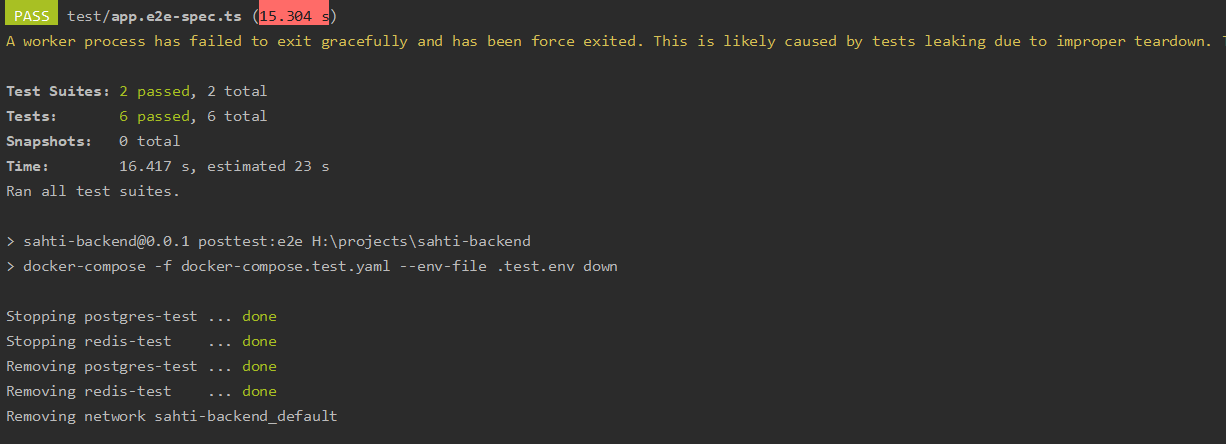 PASS test/app.e2e-spec.ts (15.304 s)
A worker process has failed to exit gracefully and has been force exited. This is likely caused by tests leaking due to improper teardown.
Test Suites: 2 passed, 2 total
Tests: 6 passed, 6 total
Snapshots: 0 total
Time: 16.417 s, estimated 23 s
Ran all test suites.
> sahti-backend@0.0.1 posttest:e2e H:\projects\sahti-backend
> docker-compose -f docker-compose.test.yaml --env-file .test.env down
Stopping postgres-test ... done
Stopping redis-test ... done
Removing postgres-test ... done
Removing redis-test ... done
Removing network sahti-backend_default